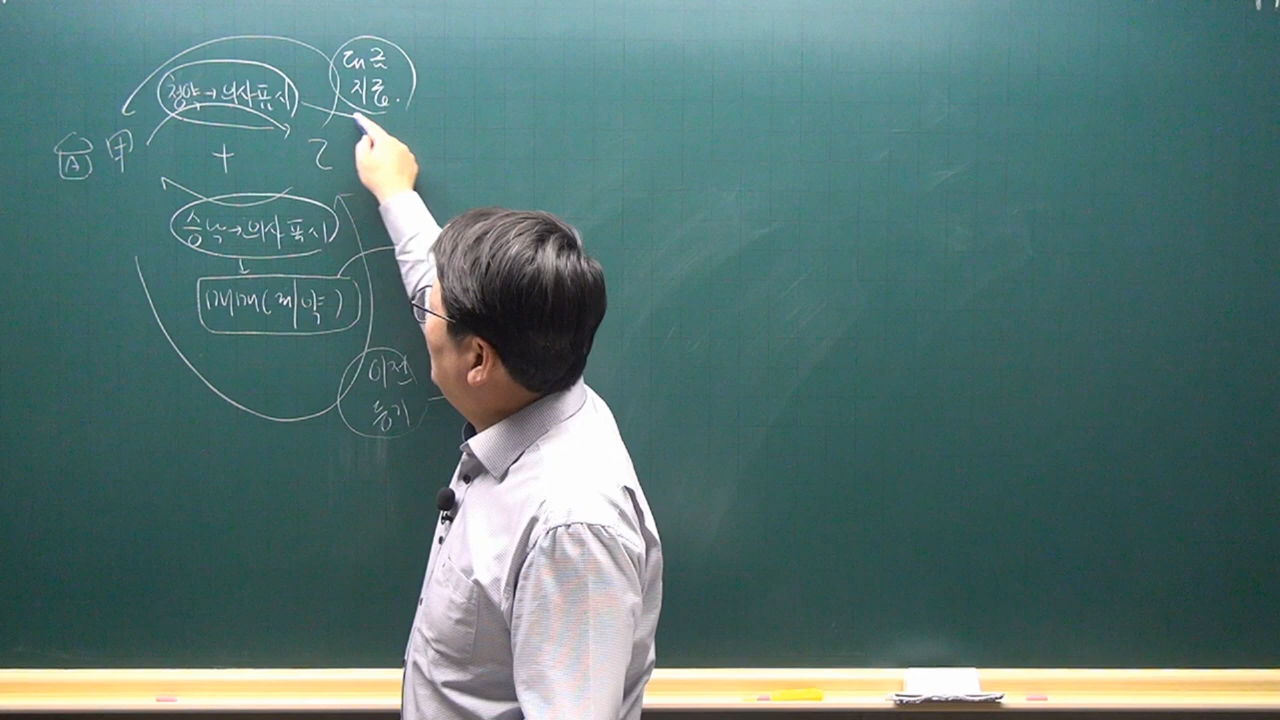 대금
지급.
청약→의사표시
A 甲 + 乙
승낙→의사표시
매매(계약)
이전
등기